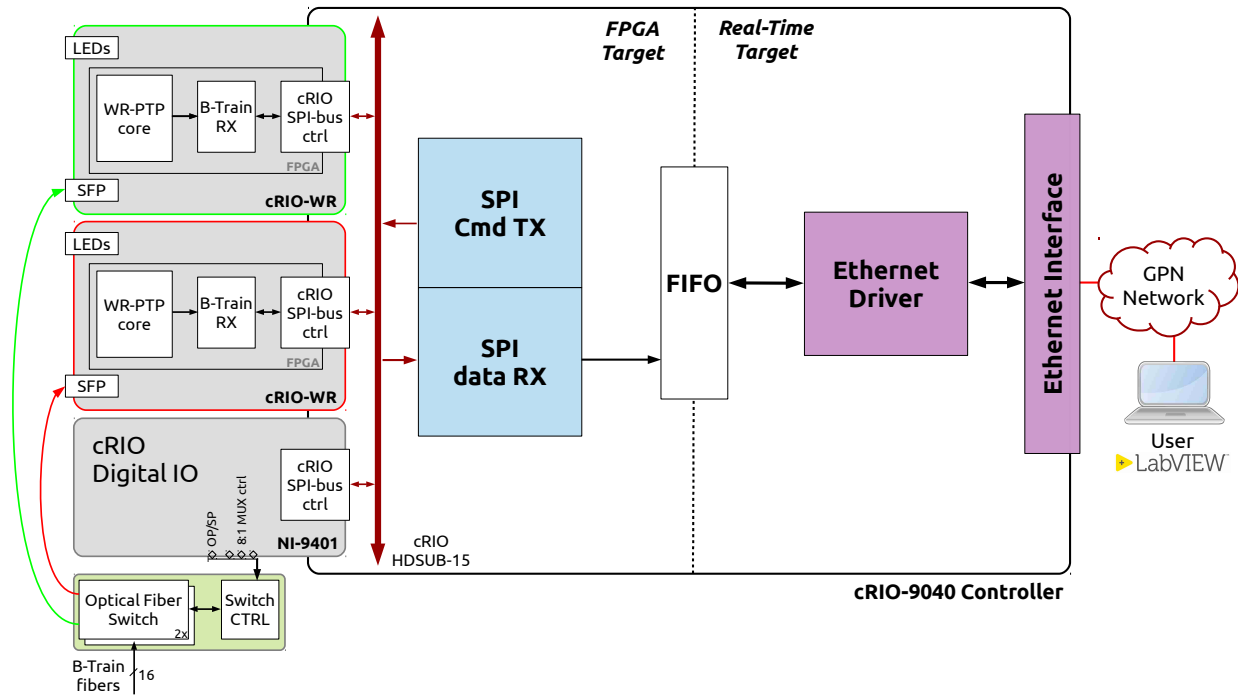 LEDs
WR-PTP
core
B-Train
RX
cRIO
SPI-bus
ctrl
FPGA
SFP
cRIO-WR
LEDs
WR-PTP
core
B-Train
RX
cRIO
SPI-bus
ctrl
FPGA
SFP
cRIO-WR
cRIO
Digital IO
cRIO
SPI-bus
ctrl
OP/SP
8:1 MUX ctrl
NI-9401
Optical Fiber
Switch
2x
Switch
CTRL
B-Train
fibers
16
cRIO
HDSUB-15
FPGA
Target
Real-Time
Target
SPI
Cmd TX
SPI
data RX
FIFO
Ethernet
Driver
Ethernet Interface
cRIO-9040 Controller
GPN
Network
User
LabVIEW™